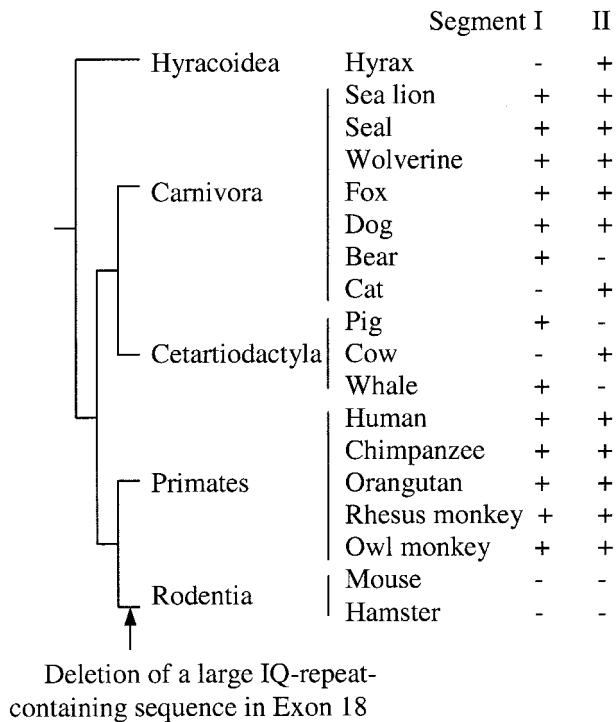 Segment I II
Hyracoidea Hyrax - +
Sea lion + +
Seal + +
Wolverine + +
Carnivora Fox + +
Dog + +
Bear + -
Cat - +
Pig + -
Cetartiodactyla Cow - +
Whale + -
Human + +
Chimpanzee + +
Primates Orangutan + +
Rhesus monkey + +
Owl monkey + +
Mouse - -
Rodentia
Hamster - -
Deletion of a large IQ-repeat-
containing sequence in Exon 18